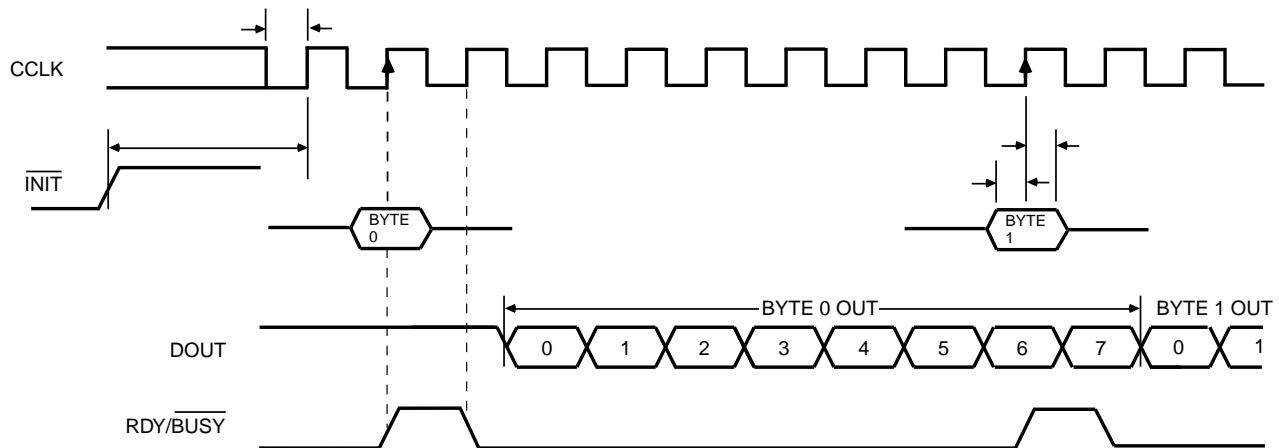 CCLK
INIT
BYTE
0
BYTE
1
BYTE 0 OUT
BYTE 1 OUT
DOUT
0 1 2 3 4 5 6 7 0 1
RDY/BUSY